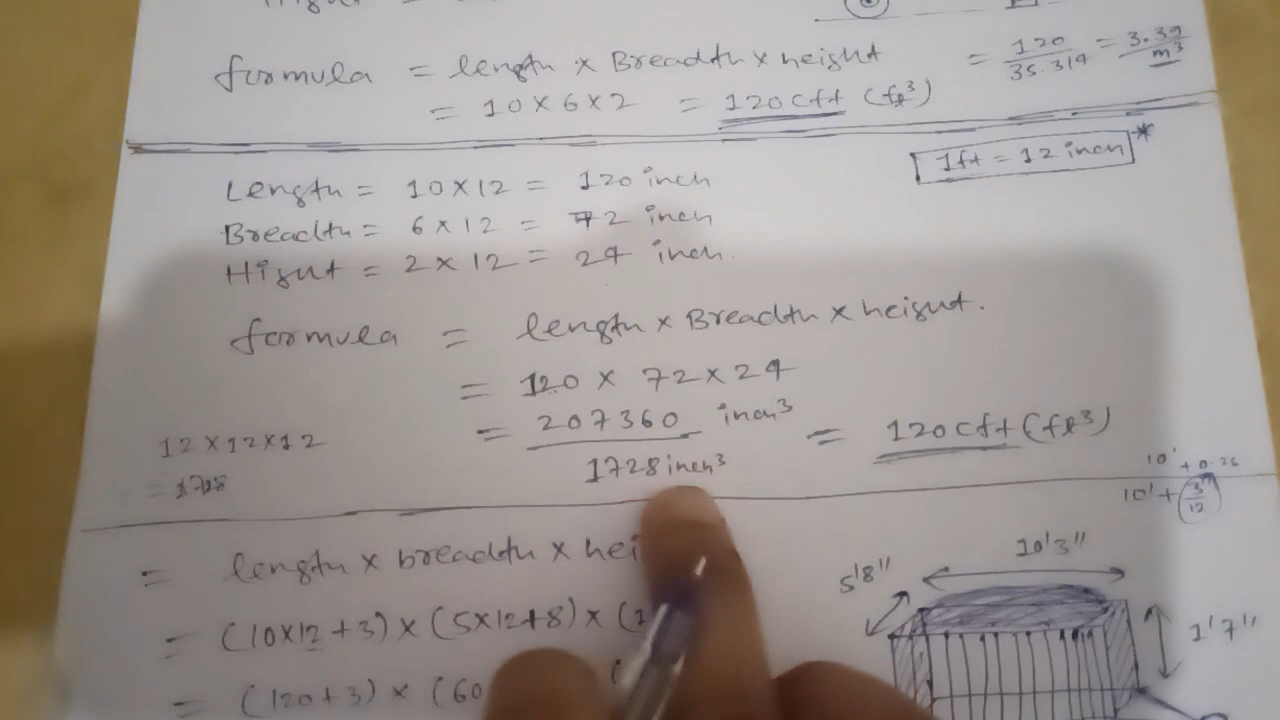 formula = length x Breadth x height = 120/35.314 = 3.39 m³
= 10 x 6 x 2 = 120 cft (ft³)
1ft = 12 inch *
Length = 10 x 12 = 120 inch
Breadth = 6 x 12 = 72 inch
Hight = 2 x 12 = 24 inch.
formula = length x Breadth x height.
= 120 x 72 x 24
= 207360 inch³ / 1728 inch³ = 120 cft (ft³)
12 x 12 x 12
= 1728
10' +
10' + 3"/12
= length x breadth x hei
= (10x12 + 3) x (5x12+8) x (1
= (120+3) x (60
5'8"
10'3"
1'7"